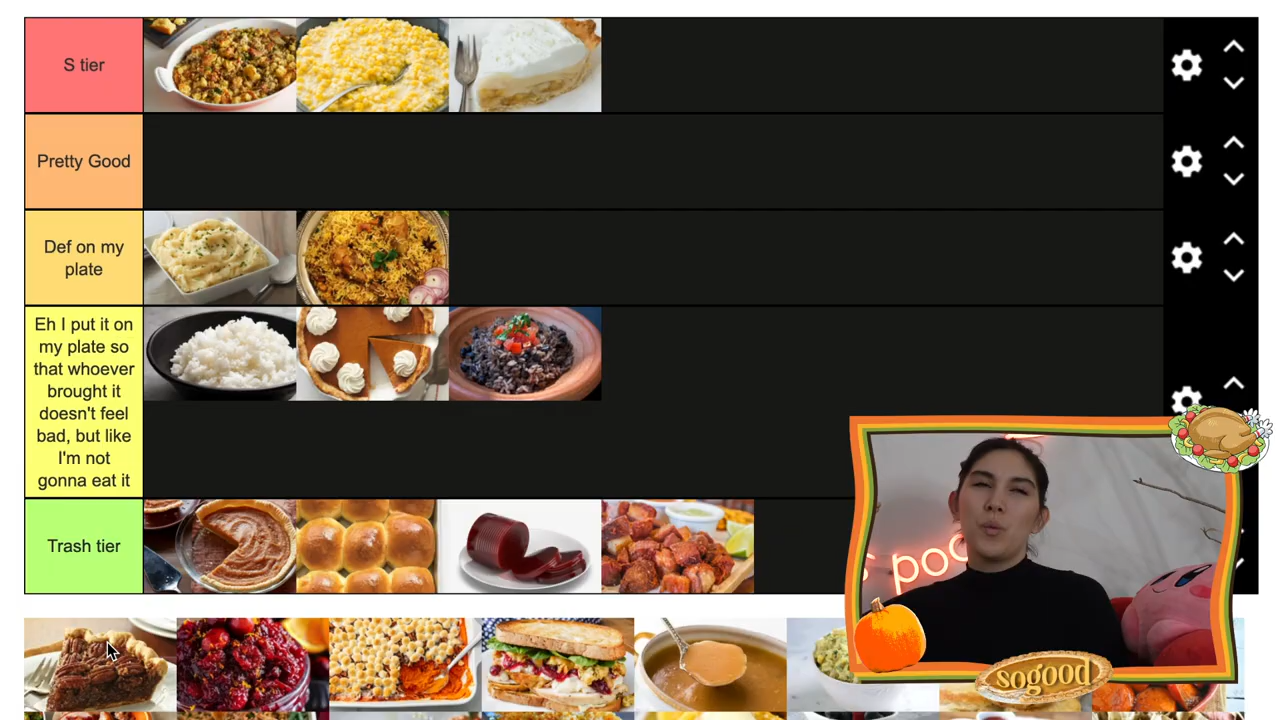 S tier
Pretty Good
Def on my
plate
Eh I put it on
my plate so
that whoever
brought it
doesn't feel
bad, but like
I'm not
gonna eat it
Trash tier
sogood